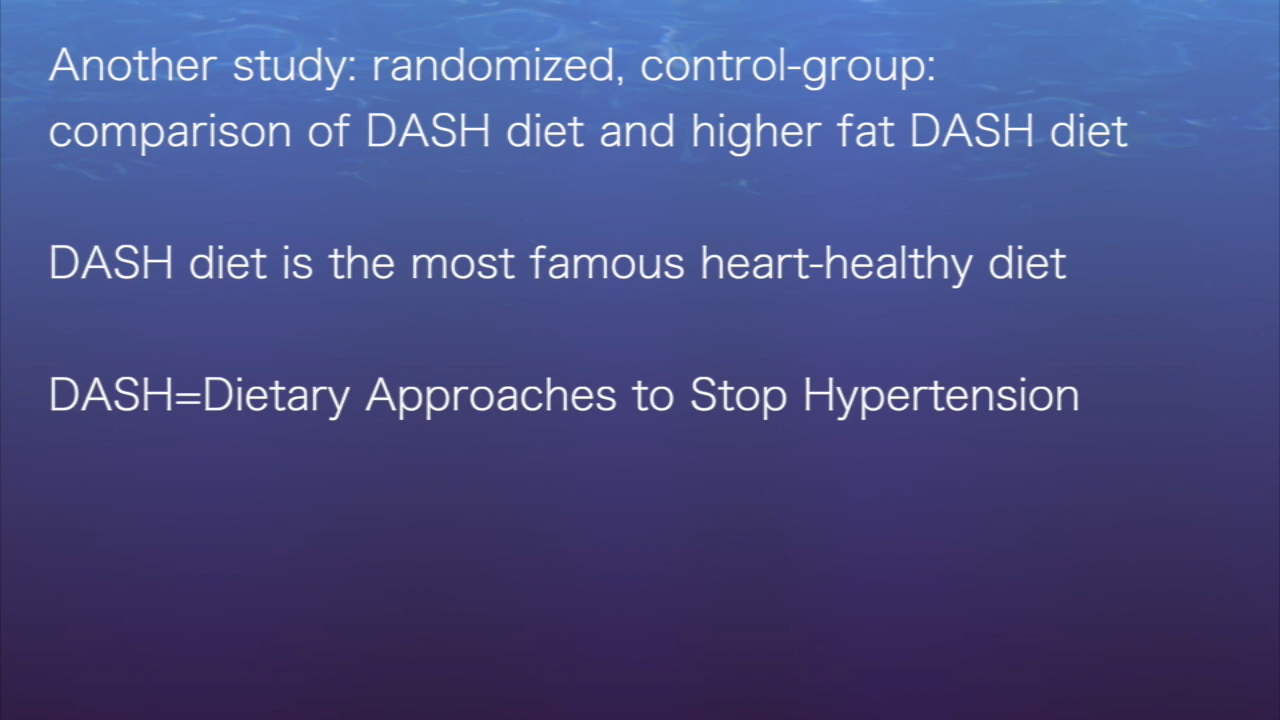 Another study: randomized, control-group:
comparison of DASH diet and higher fat DASH diet
DASH diet is the most famous heart-healthy diet
DASH=Dietary Approaches to Stop Hypertension